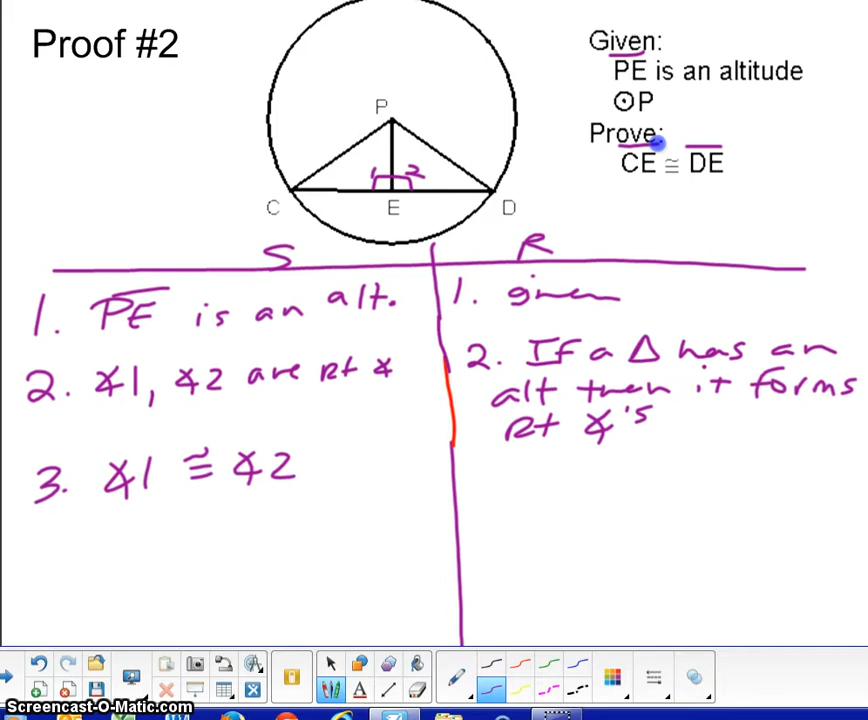 Proof #2
Given:
PE is an altitude
⊙P
Prove:
CE ≅ DE
P
1 2
C E D
S R
1. PE is an alt.
1. given
2. ∡1, ∡2 are Rt ∡
2. If a △ has an
alt then it forms
Rt ∡'s
3. ∡1 ≅ ∡2
Screencast-O-Matic.com